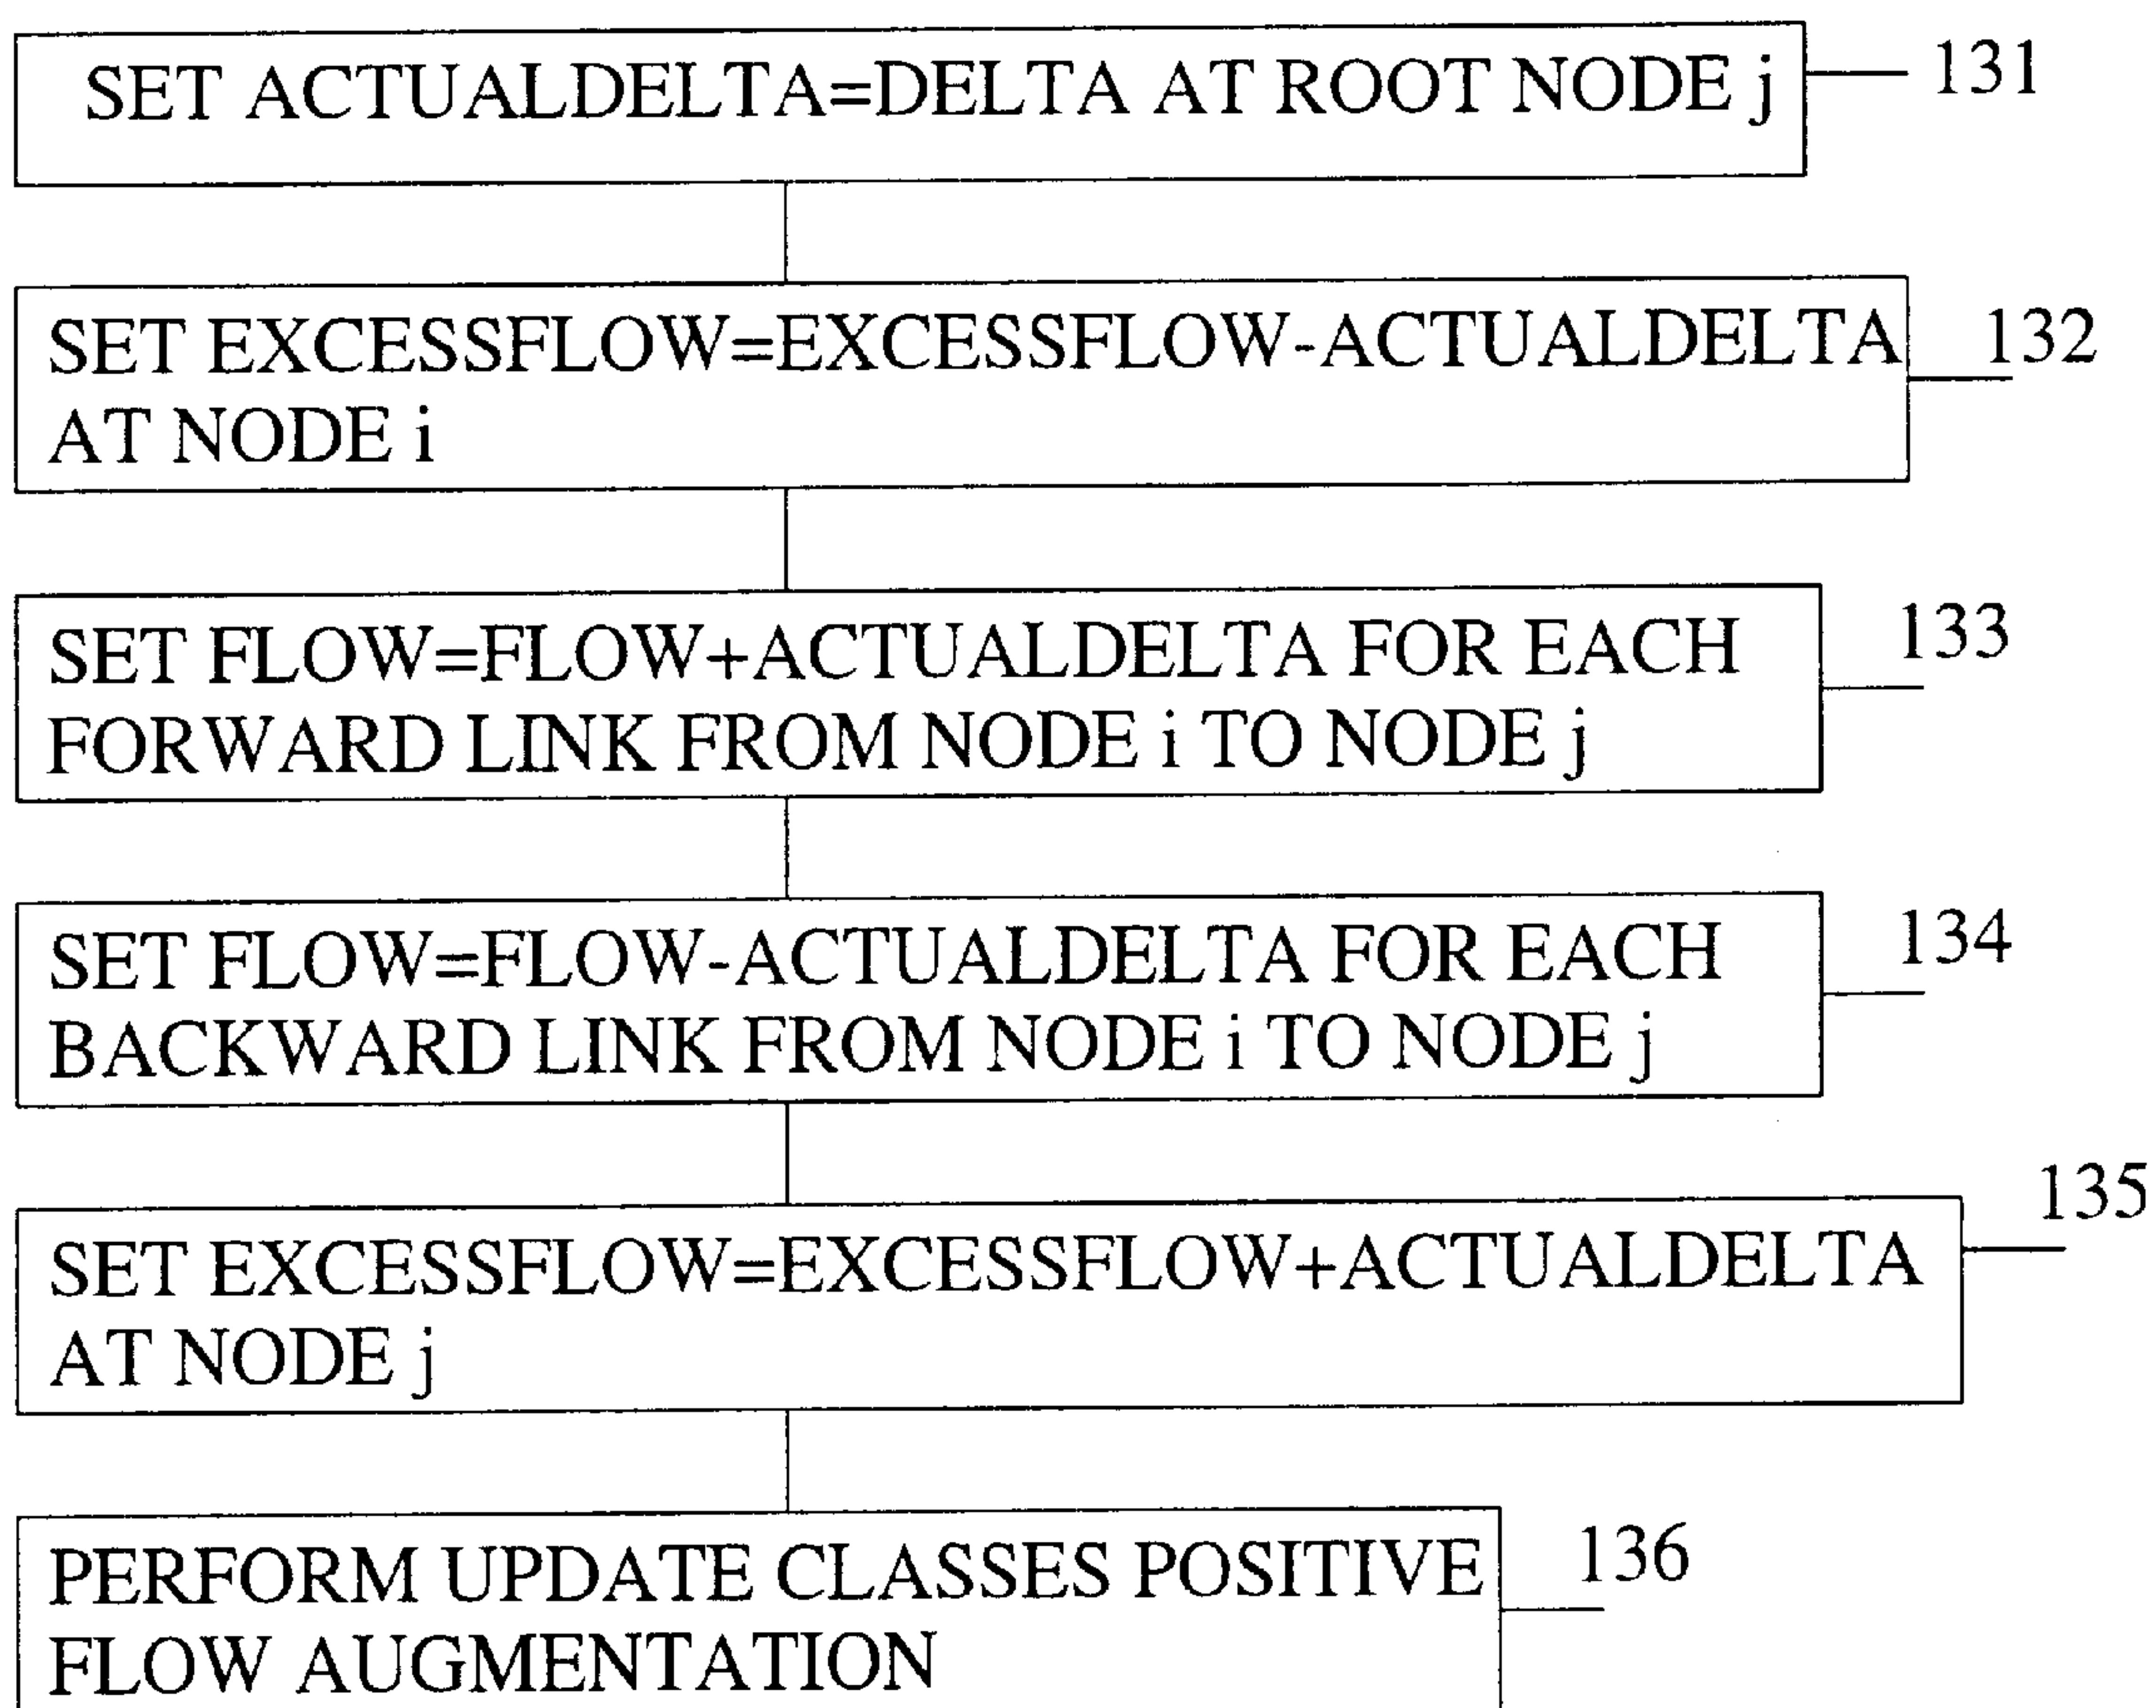 SET ACTUALDELTA=DELTA AT ROOT NODE j
131
SET EXCESSFLOW=EXCESSFLOW-ACTUALDELTA
AT NODE i
132
SET FLOW=FLOW+ACTUALDELTA FOR EACH
FORWARD LINK FROM NODE i TO NODE j
133
SET FLOW=FLOW-ACTUALDELTA FOR EACH
BACKWARD LINK FROM NODE i TO NODE j
134
SET EXCESSFLOW=EXCESSFLOW+ACTUALDELTA
AT NODE j
135
PERFORM UPDATE CLASSES POSITIVE
FLOW AUGMENTATION
136